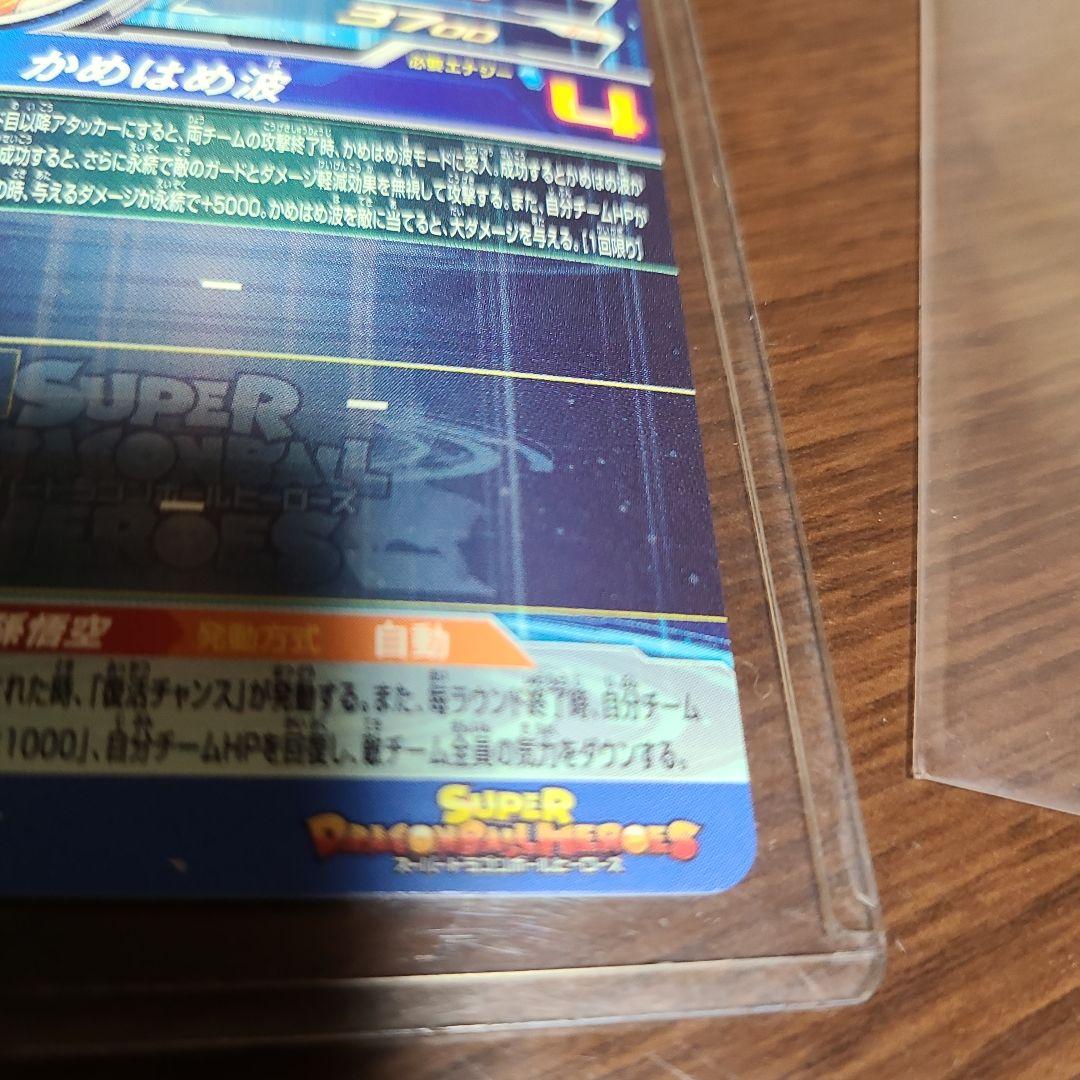 3700
かめはめ波
必要エナジー
4
ド目以降アタッカーにすると、両チームの攻撃終了時、かめはめ波モードに突入。成功するとかめはめ波が
成功すると、さらに永続で敵のガードとダメージ軽減効果を無視して攻撃する。また、自分チームHPが
の時、与えるダメージが永続で+5000。かめはめ波を敵に当てると、大ダメージを与える。[1回限り]
SUPER
DRAGONBALL
HEROES
孫悟空 発動方式 自動
された時、「復活チャンス」が発動する。また、毎ラウンド終了時、自分チーム
1000」、自分チームHPを回復し、敵チーム全員の気力をダウンする。
SUPER
DRAGONBALL HEROES
スーパードラゴンボールヒーローズ